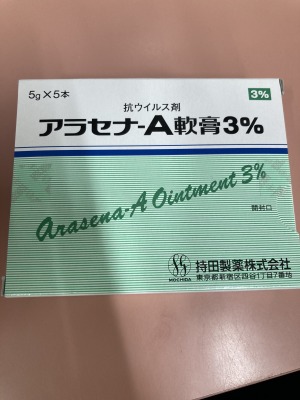 5g×5本
3%
抗ウイルス剤
アラセナ-A軟膏3%
Arasena-A Ointment 3%
開封口
MOCHIDA
持田製薬株式会社
東京都新宿区四谷1丁目7番地